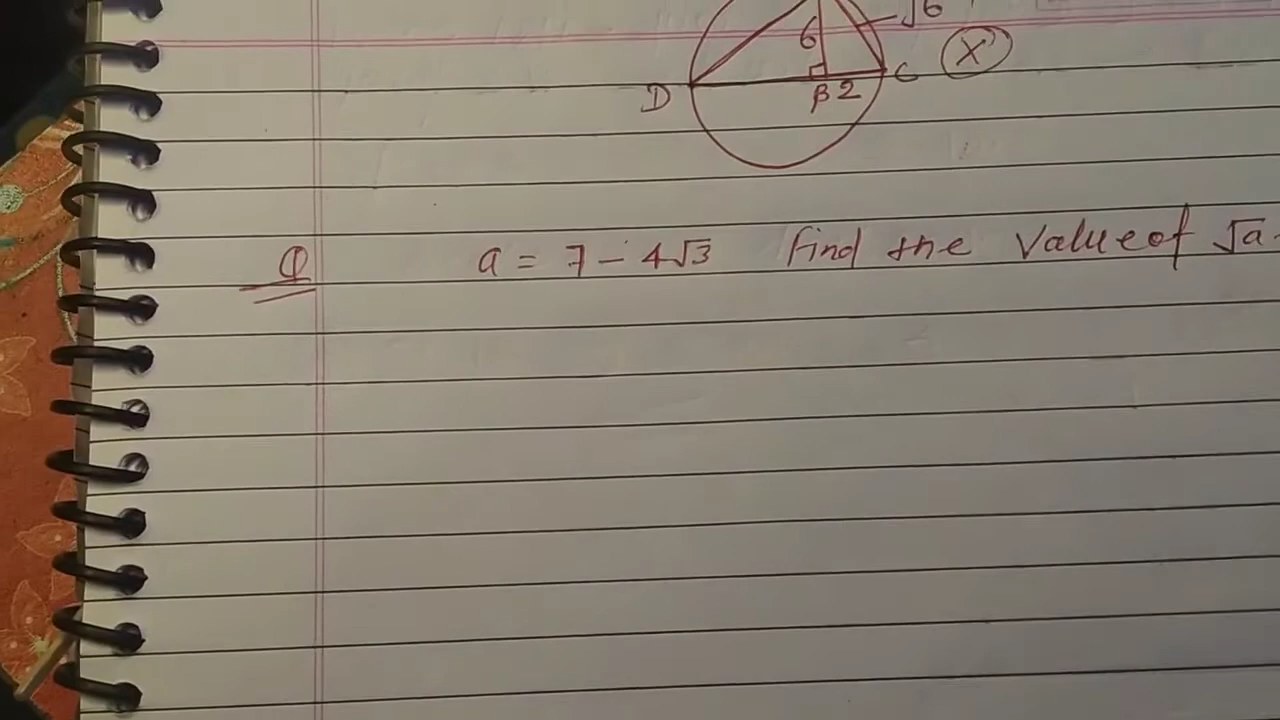 6 √6
D B 2 C X
Q a = 7 - 4√3 find the value of √a